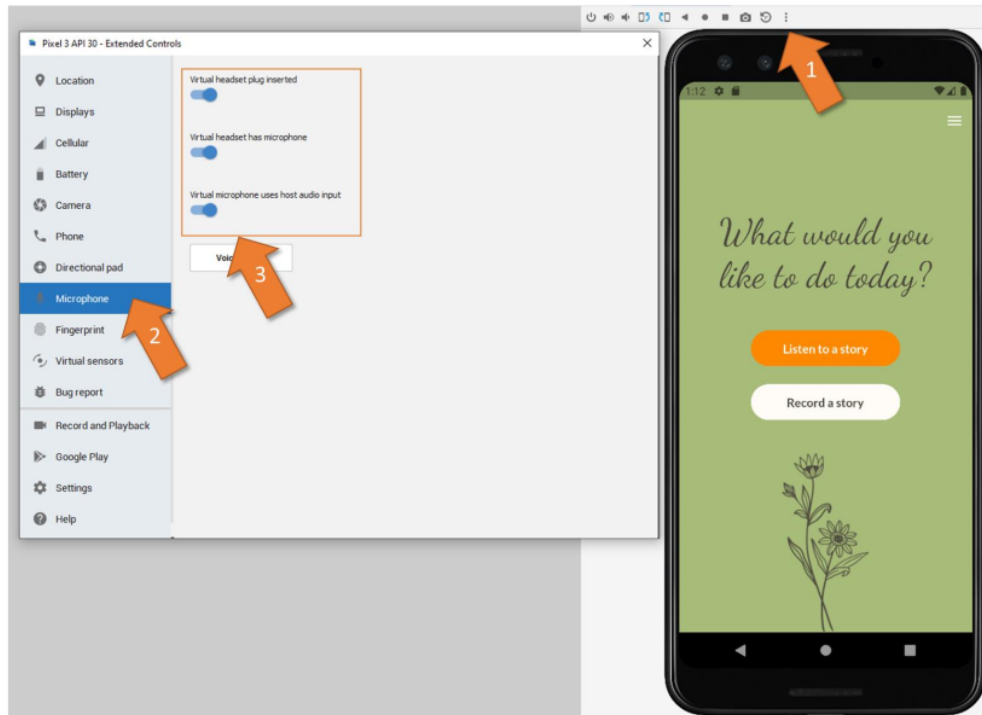 Pixel 3 API 30 - Extended Controls
Location
Displays
Cellular
Battery
Camera
Phone
Directional pad
Microphone
Fingerprint
Virtual sensors
Bug report
Record and Playback
Google Play
Settings
Help
Virtual headset plug inserted
Virtual headset has microphone
Virtual microphone uses host audio input
1
2
3
1:12
What would you
like to do today?
Listen to a story
Record a story